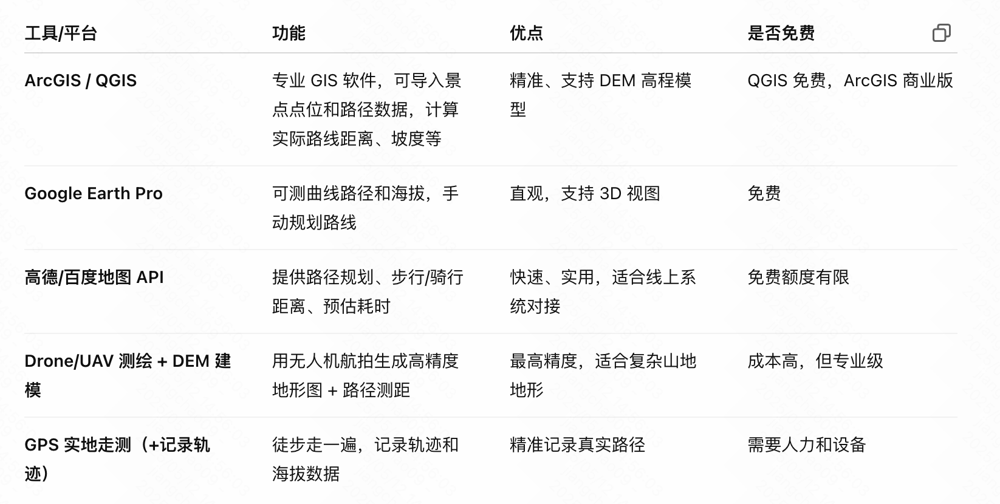 工具/平台 功能 优点 是否免费
ArcGIS / QGIS 专业 GIS 软件，可导入景 精准、支持 DEM 高程模 QGIS 免费，ArcGIS 商业版
点点位和路径数据，计算 型
实际路线距离、坡度等
Google Earth Pro 可测曲线路径和海拔，手 直观，支持 3D 视图 免费
动规划路线
高德/百度地图 API 提供路径规划、步行/骑行 快速、实用，适合线上系 免费额度有限
距离、预估耗时 统对接
Drone/UAV 测绘 + DEM 建 用无人机航拍生成高精度 最高精度，适合复杂山地 成本高，但专业级
模 地形图 + 路径测距 地形
GPS 实地走测（+记录轨 徒步走一遍，记录轨迹和 精准记录真实路径 需要人力和设备
迹） 海拔数据